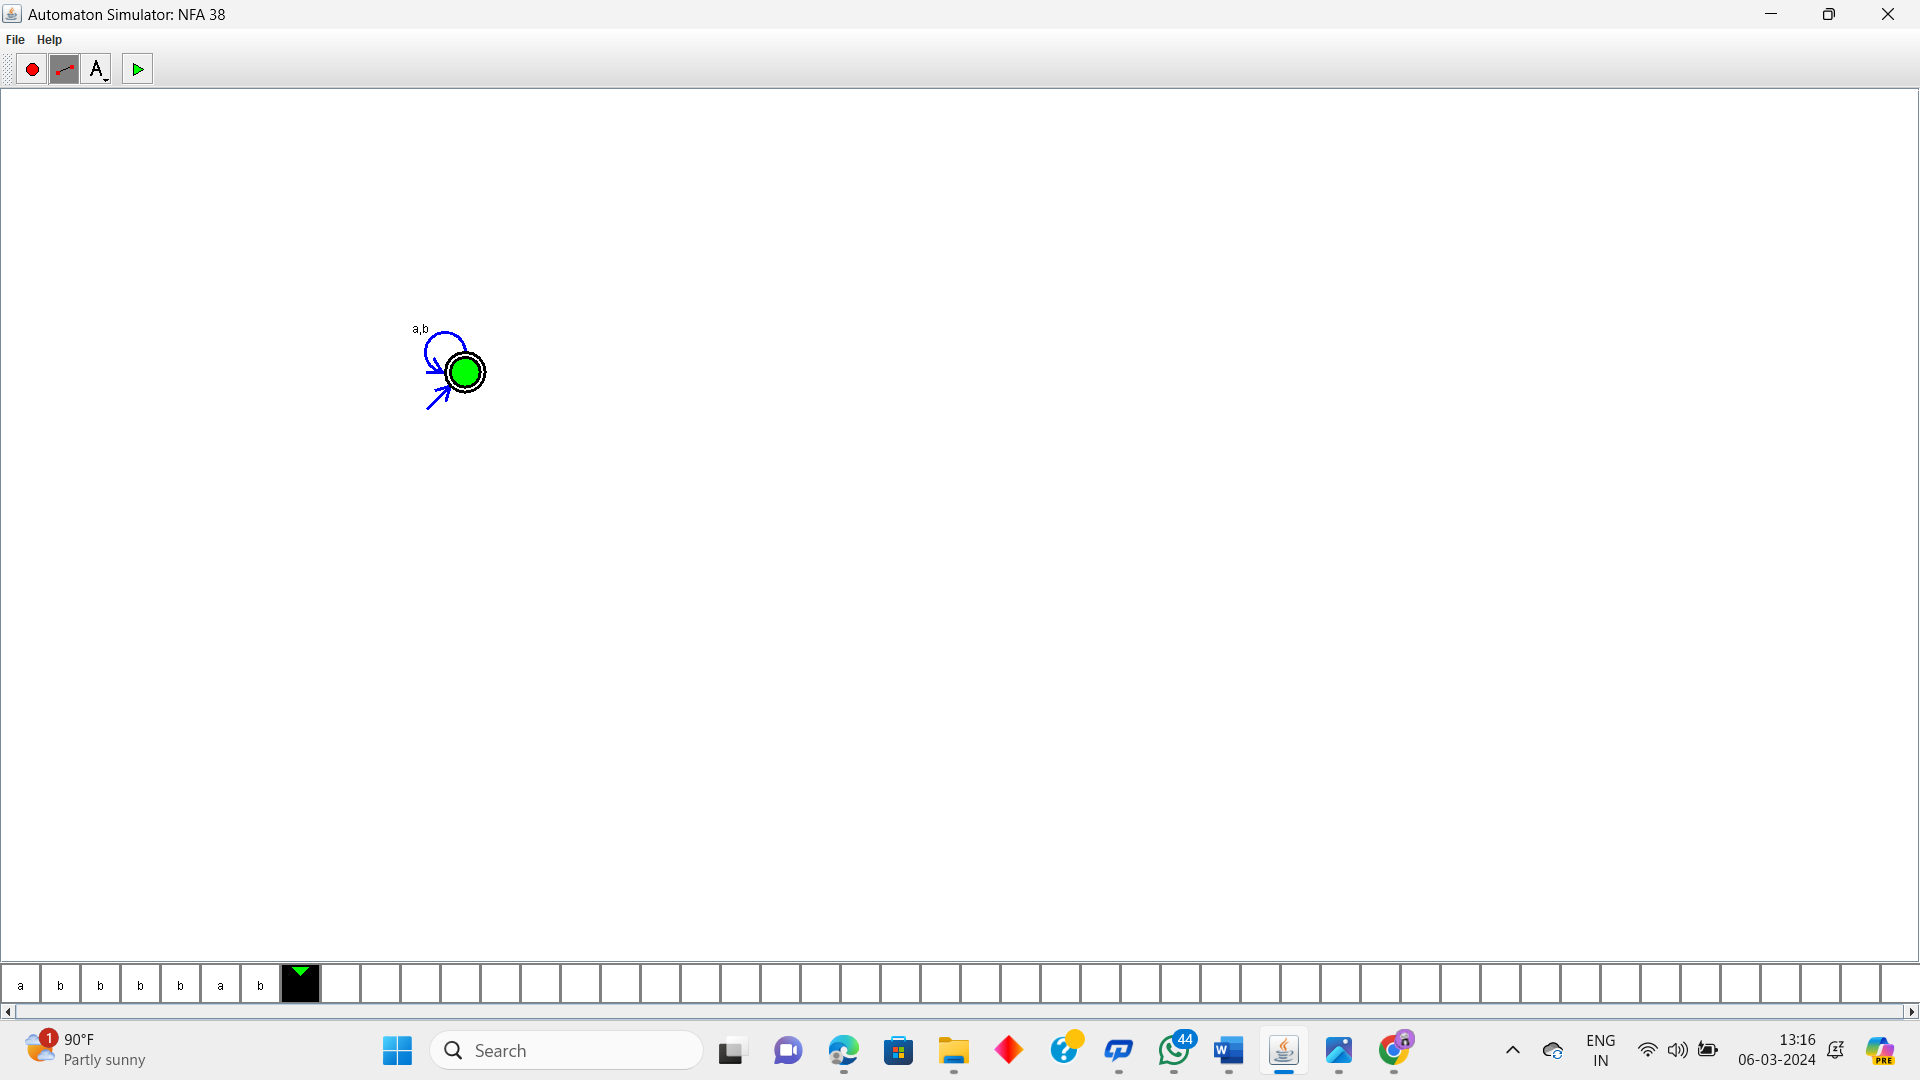 Automaton Simulator: NFA 38
File Help
A
a,b
a b b b b a b
1 90°F
Partly sunny
Search
44
W
ENG
IN
13:16
06-03-2024
PRE